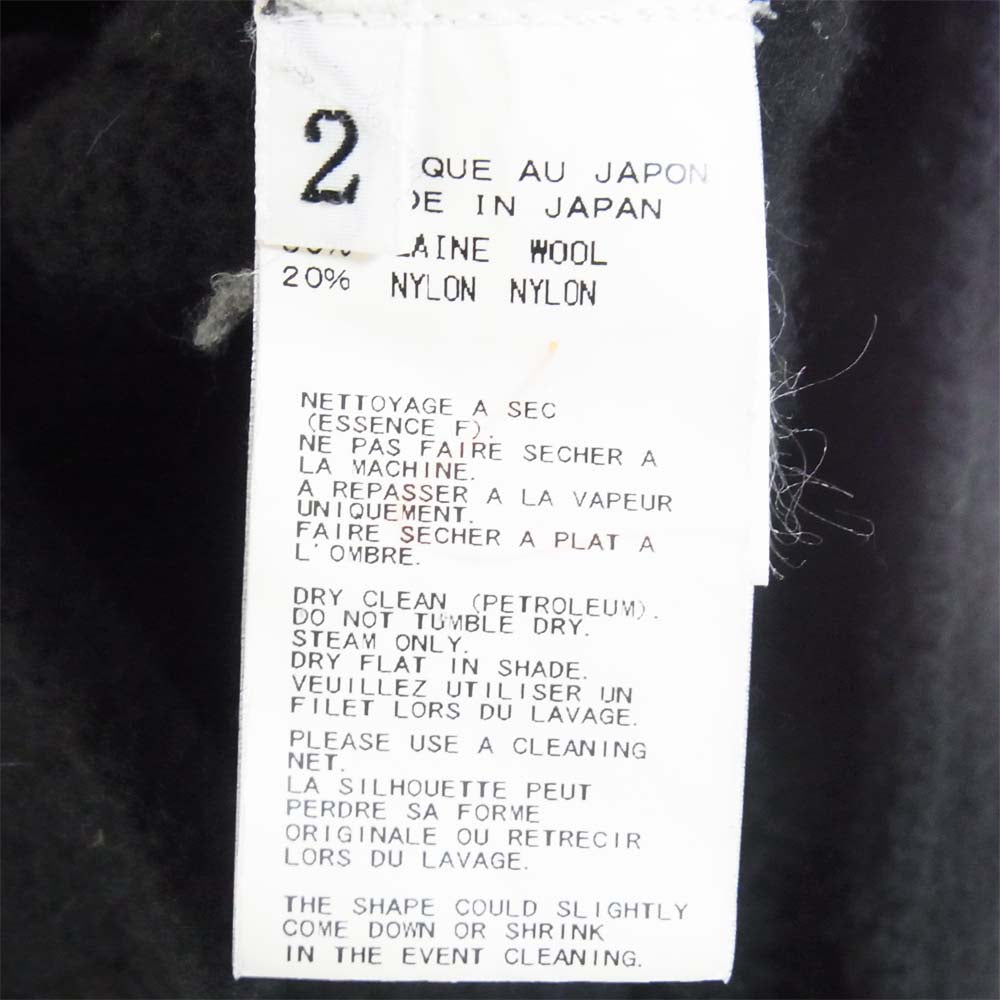 2
QUE AU JAPON
DE IN JAPAN
LAINE WOOL
20% NYLON NYLON
NETTOYAGE A SEC
(ESSENCE F).
NE PAS FAIRE SECHER A
LA MACHINE.
A REPASSER A LA VAPEUR
UNIQUEMENT.
FAIRE SECHER A PLAT A
L'OMBRE.
DRY CLEAN (PETROLEUM).
DO NOT TUMBLE DRY.
STEAM ONLY.
DRY FLAT IN SHADE.
VEUILLEZ UTILISER UN
FILET LORS DU LAVAGE.
PLEASE USE A CLEANING
NET.
LA SILHOUETTE PEUT
PERDRE SA FORME
ORIGINALE OU RETRECIR
LORS DU LAVAGE.
THE SHAPE COULD SLIGHTLY
COME DOWN OR SHRINK
IN THE EVENT CLEANING.